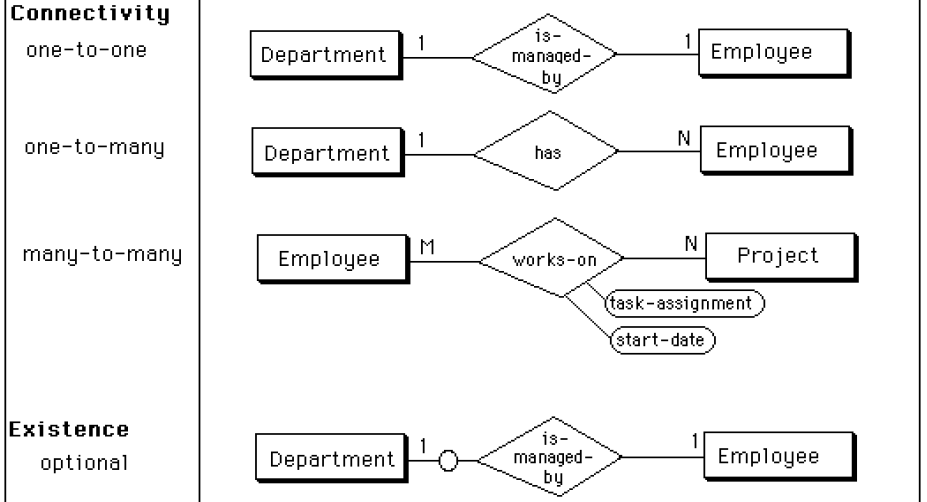 Connectivity
one-to-one
Department 1 is-managed-by 1 Employee
one-to-many
Department 1 has N Employee
many-to-many
Employee M works-on N Project
task-assignment
start-date
Existence
optional
Department 1 is-managed-by 1 Employee